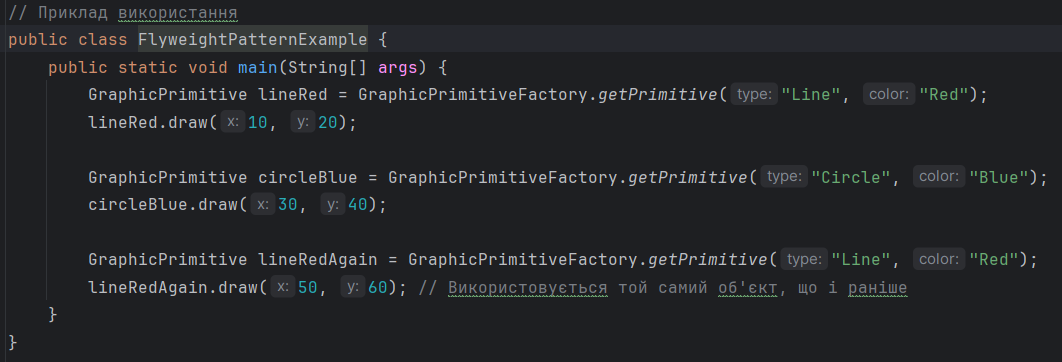 // Приклад використання
public class FlyweightPatternExample {
    public static void main(String[] args) {
        GraphicPrimitive lineRed = GraphicPrimitiveFactory.getPrimitive( type: "Line", color: "Red");
        lineRed.draw( x: 10, y: 20);

        GraphicPrimitive circleBlue = GraphicPrimitiveFactory.getPrimitive( type: "Circle", color: "Blue");
        circleBlue.draw( x: 30, y: 40);

        GraphicPrimitive lineRedAgain = GraphicPrimitiveFactory.getPrimitive( type: "Line", color: "Red");
        lineRedAgain.draw( x: 50, y: 60); // Використовується той самий об'єкт, що і раніше
    }
}